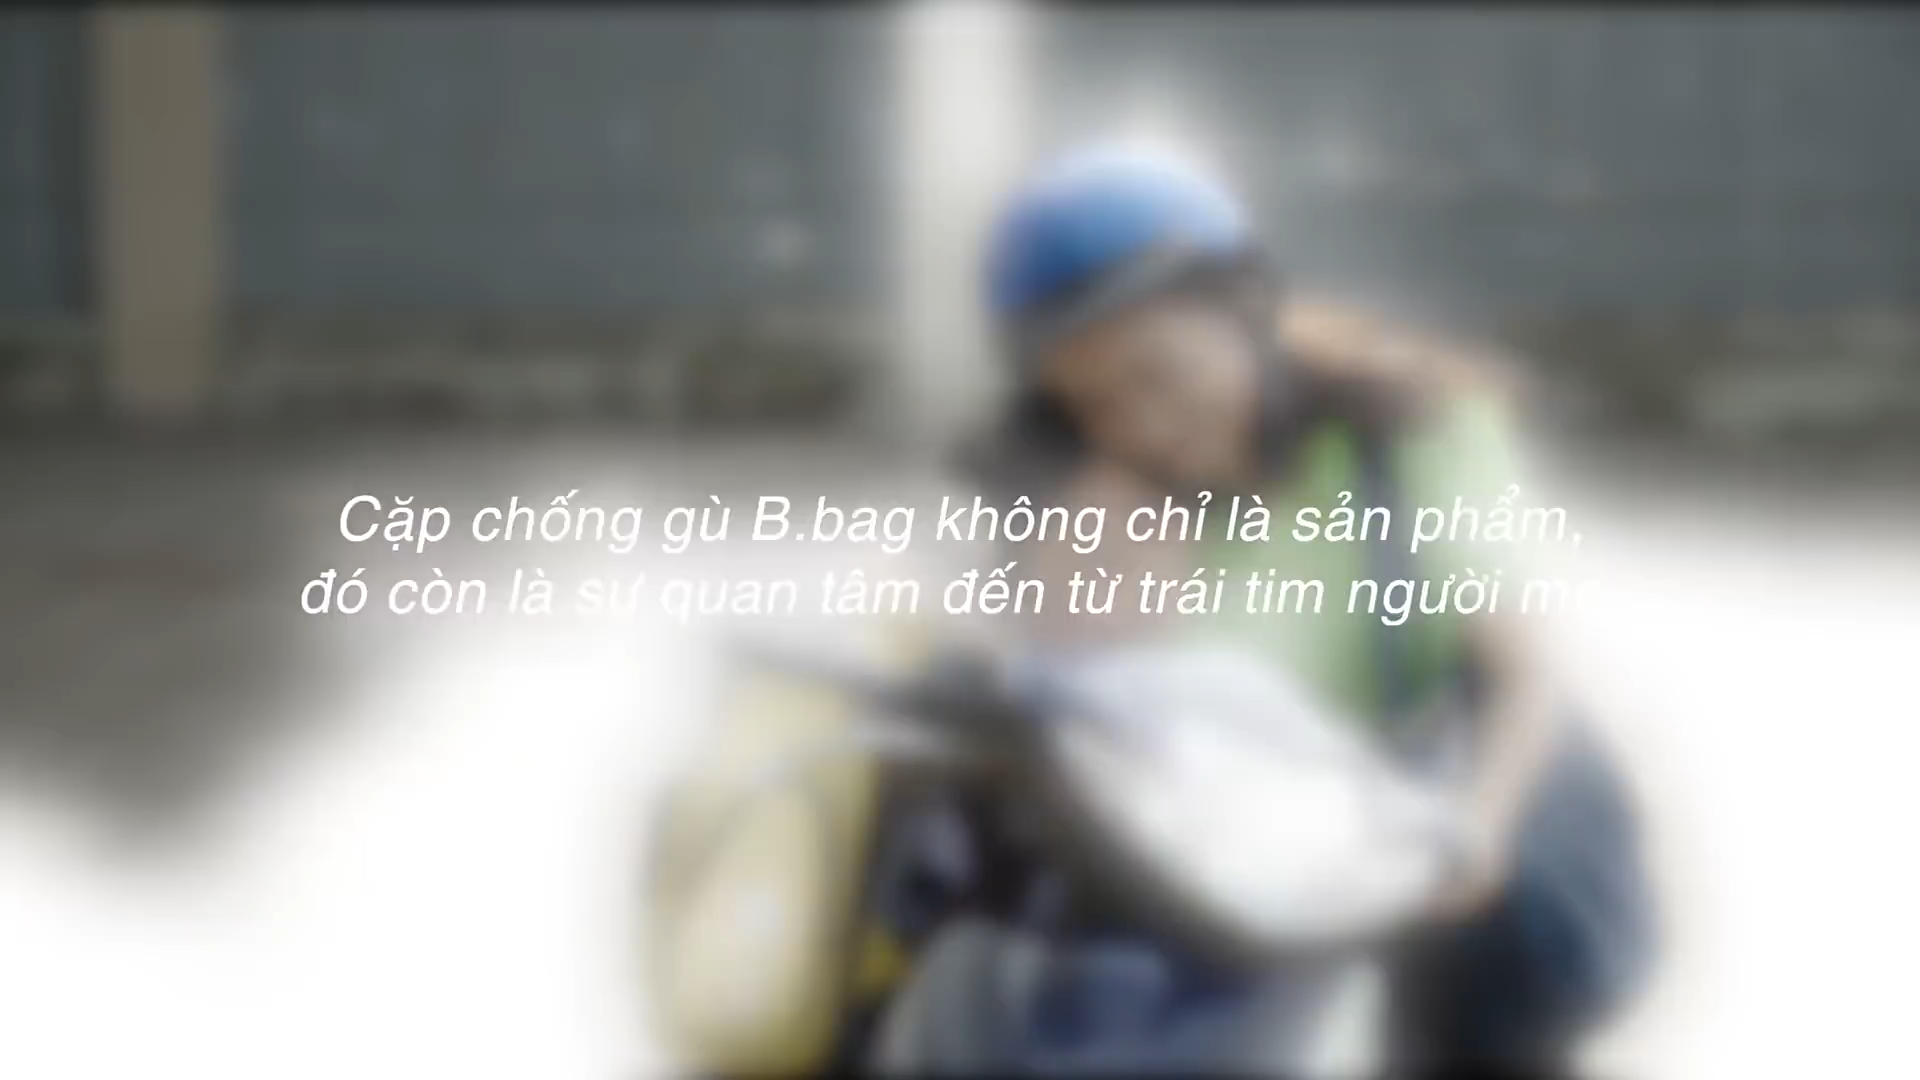 Cặp chống gù B.bag không chỉ là sản phẩm,
đó còn là sự quan tâm đến từ trái tim người